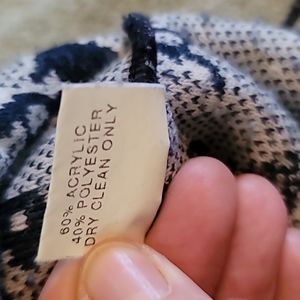 60% ACRYLIC
40% POLYESTER
DRY CLEAN ONLY